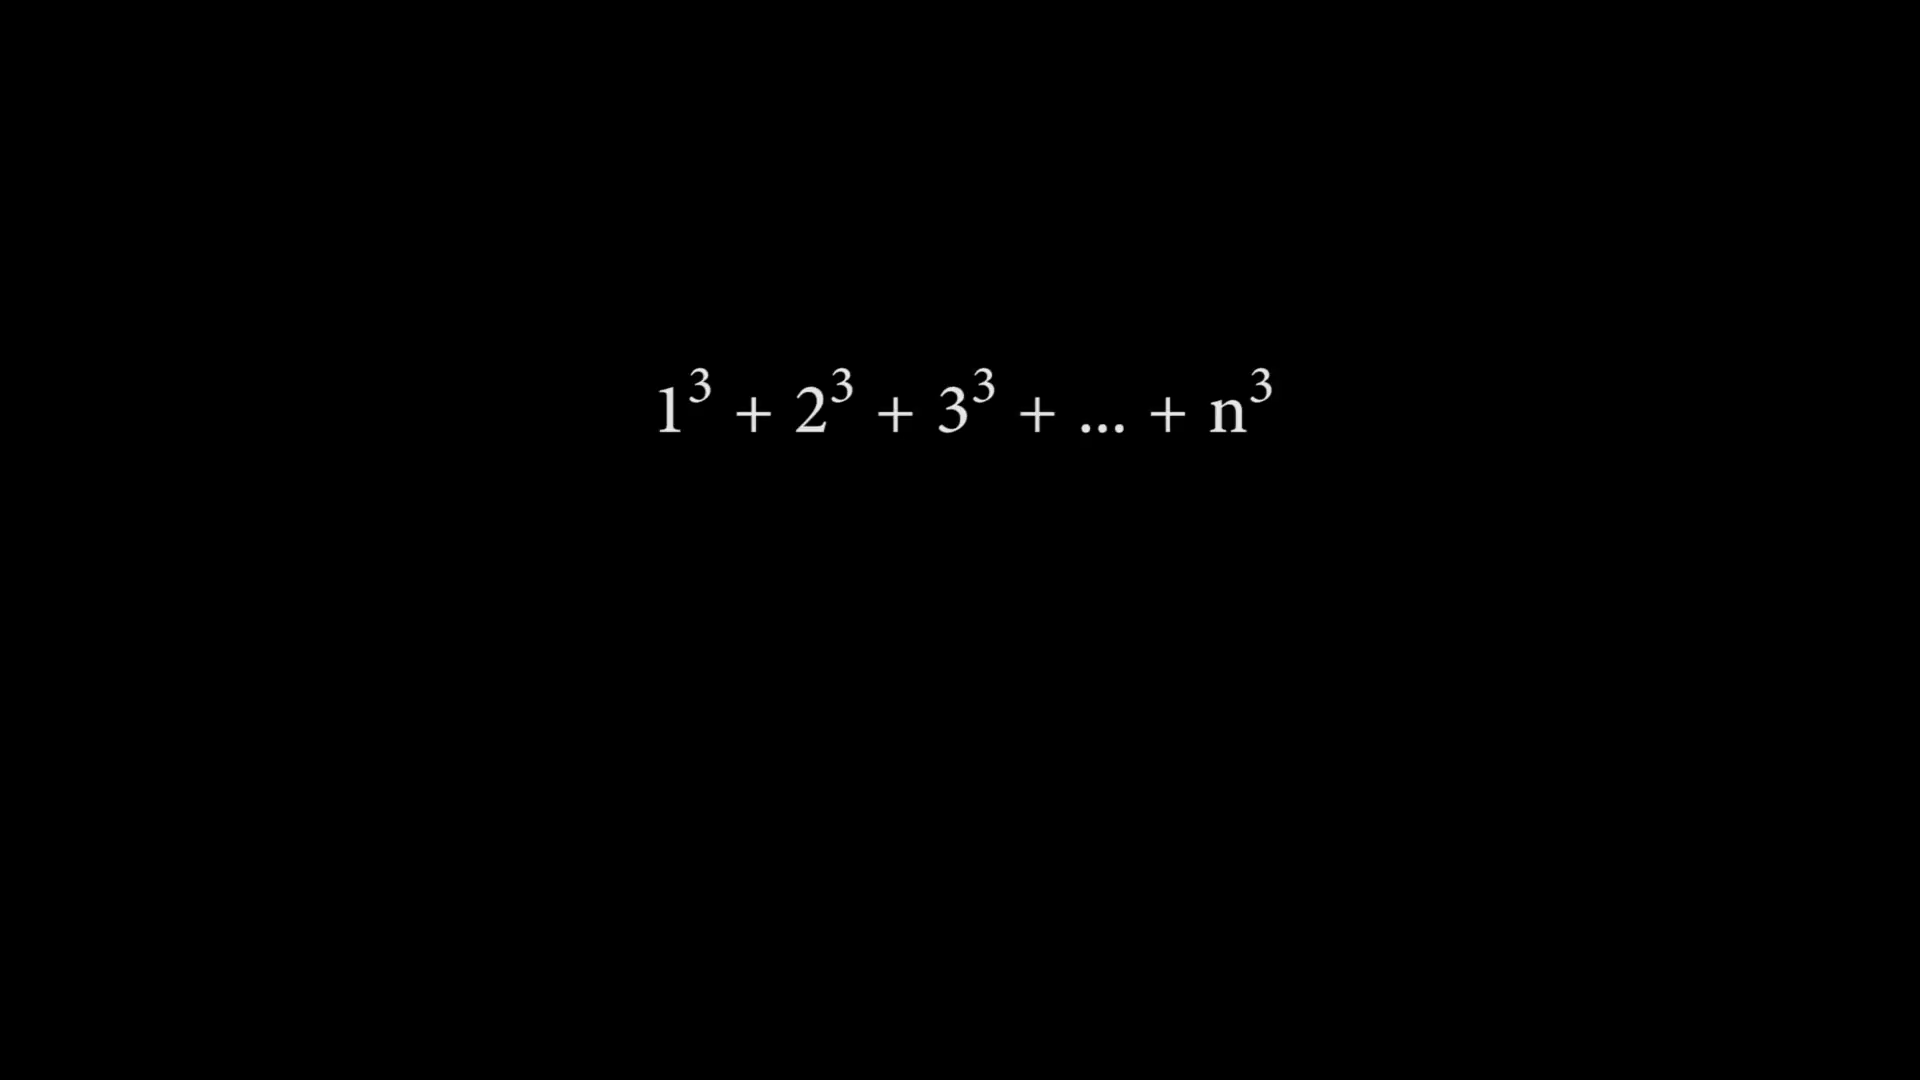 1³ + 2³ + 3³ + ... + n³